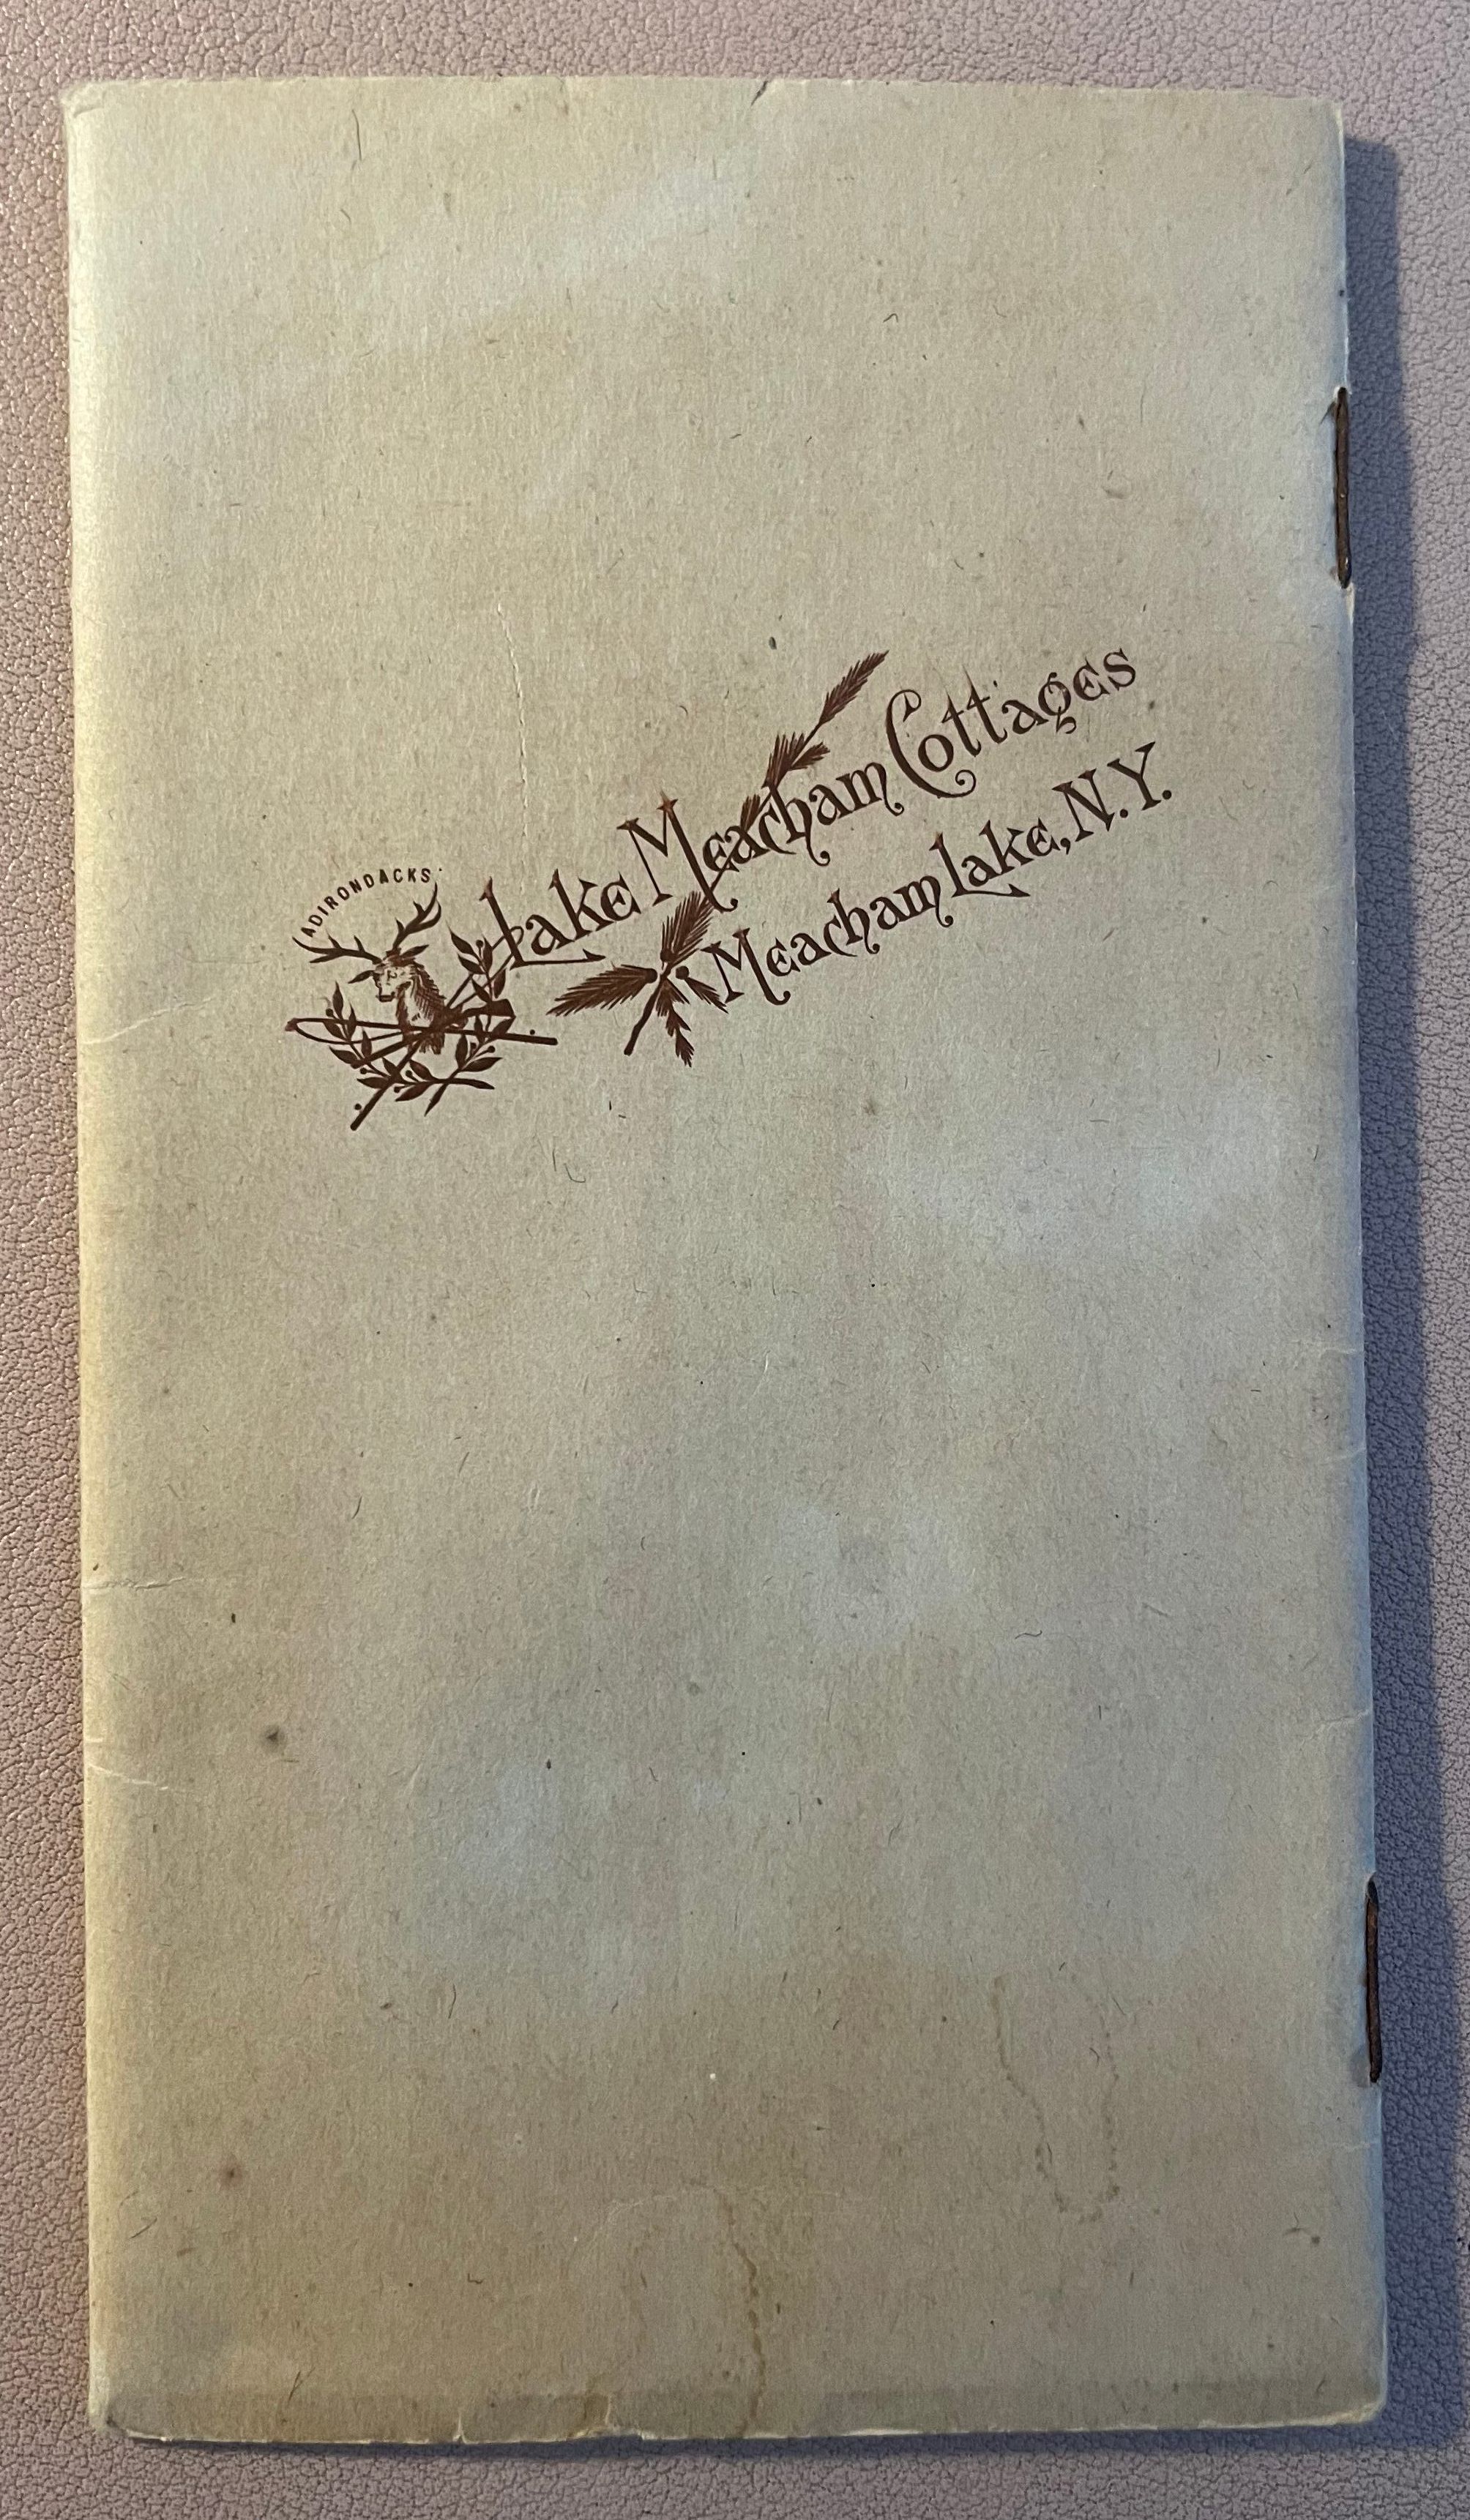 ADIRONDACKS.
Lake Meacham Cottages
Meacham Lake, N.Y.